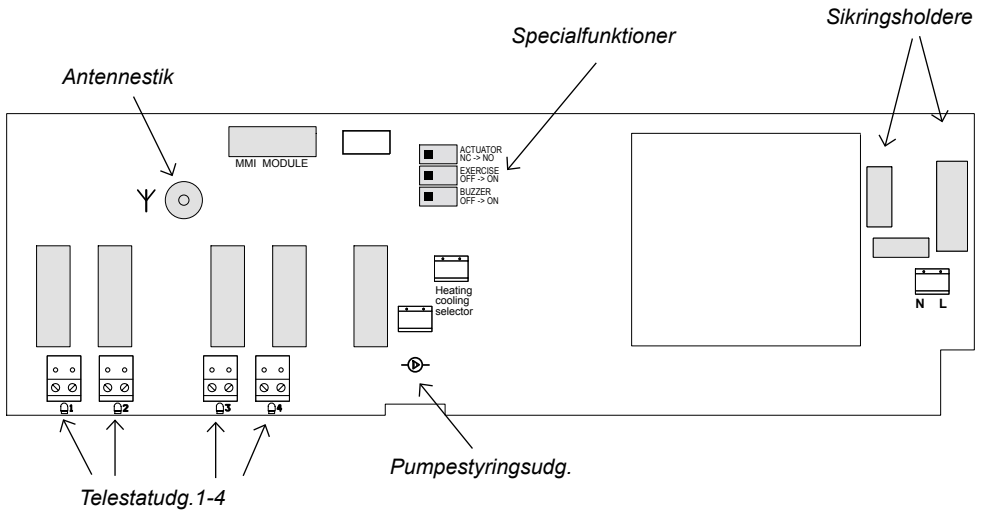 Sikringsholdere
Specialfunktioner
Antennestik
MMI MODULE
ACTUATOR
NC -> NO
EXERCISE
OFF -> ON
BUZZER
OFF -> ON
Heating
cooling
selector
N L
1 2 3 4
Pumpestyringsudg.
Telestatudg.1-4